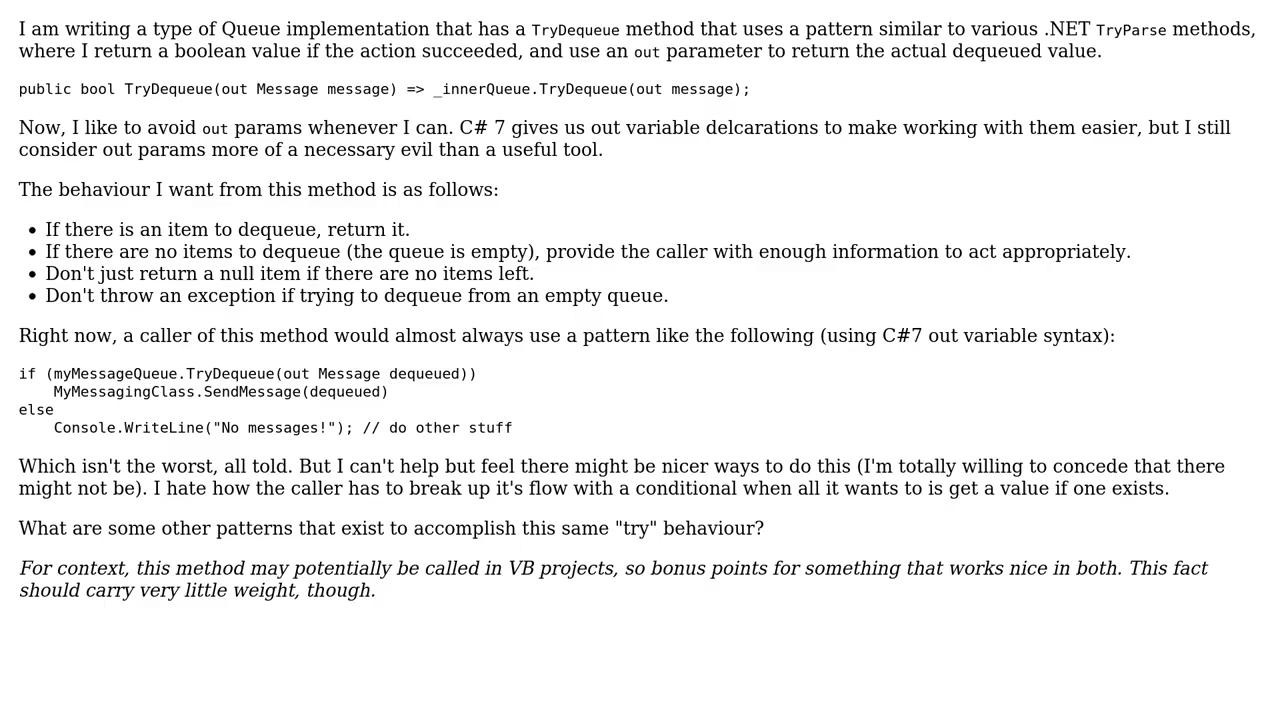 I am writing a type of Queue implementation that has a TryDequeue method that uses a pattern similar to various .NET TryParse methods,
where I return a boolean value if the action succeeded, and use an out parameter to return the actual dequeued value.
public bool TryDequeue(out Message message) => _innerQueue.TryDequeue(out message);
Now, I like to avoid out params whenever I can. C# 7 gives us out variable delcarations to make working with them easier, but I still
consider out params more of a necessary evil than a useful tool.
The behaviour I want from this method is as follows:
• If there is an item to dequeue, return it.
• If there are no items to dequeue (the queue is empty), provide the caller with enough information to act appropriately.
• Don't just return a null item if there are no items left.
• Don't throw an exception if trying to dequeue from an empty queue.
Right now, a caller of this method would almost always use a pattern like the following (using C#7 out variable syntax):
if (myMessageQueue.TryDequeue(out Message dequeued))
    MyMessagingClass.SendMessage(dequeued)
else
    Console.WriteLine("No messages!"); // do other stuff
Which isn't the worst, all told. But I can't help but feel there might be nicer ways to do this (I'm totally willing to concede that there
might not be). I hate how the caller has to break up it's flow with a conditional when all it wants to is get a value if one exists.
What are some other patterns that exist to accomplish this same "try" behaviour?
For context, this method may potentially be called in VB projects, so bonus points for something that works nice in both. This fact
should carry very little weight, though.